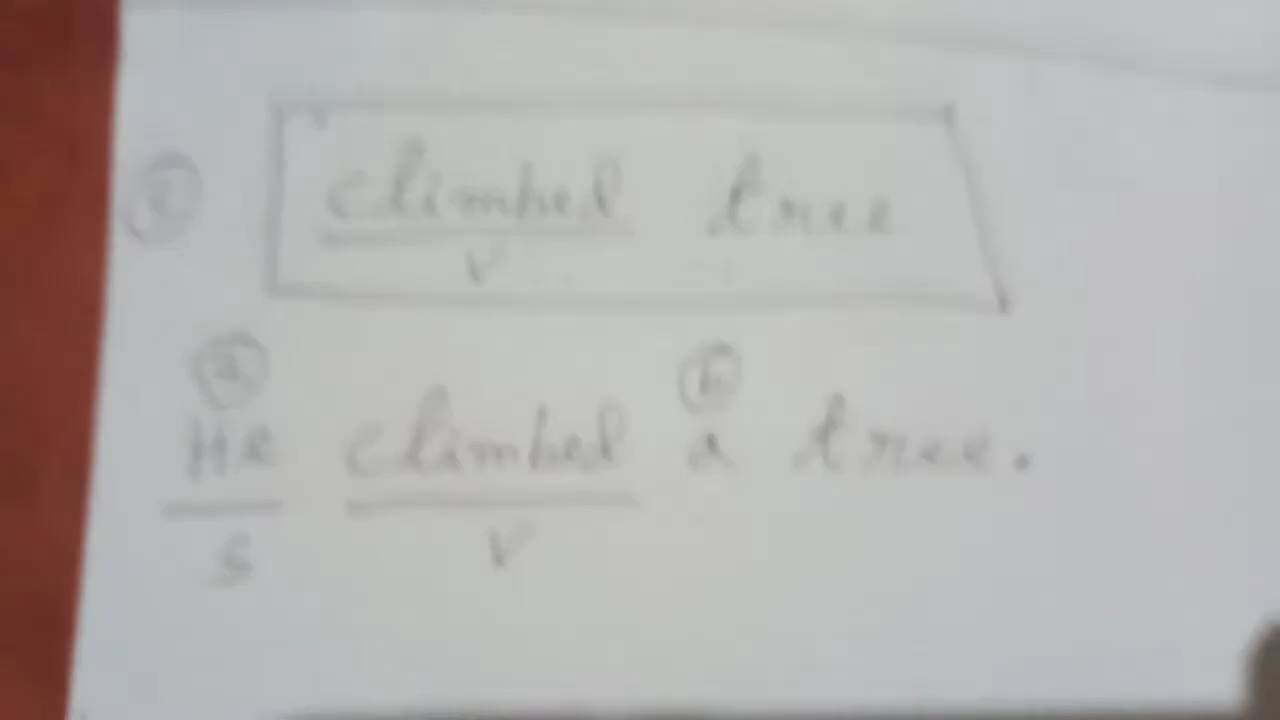 climbed tree
V
ⓐ ⓑ
He climbed a tree.
S V